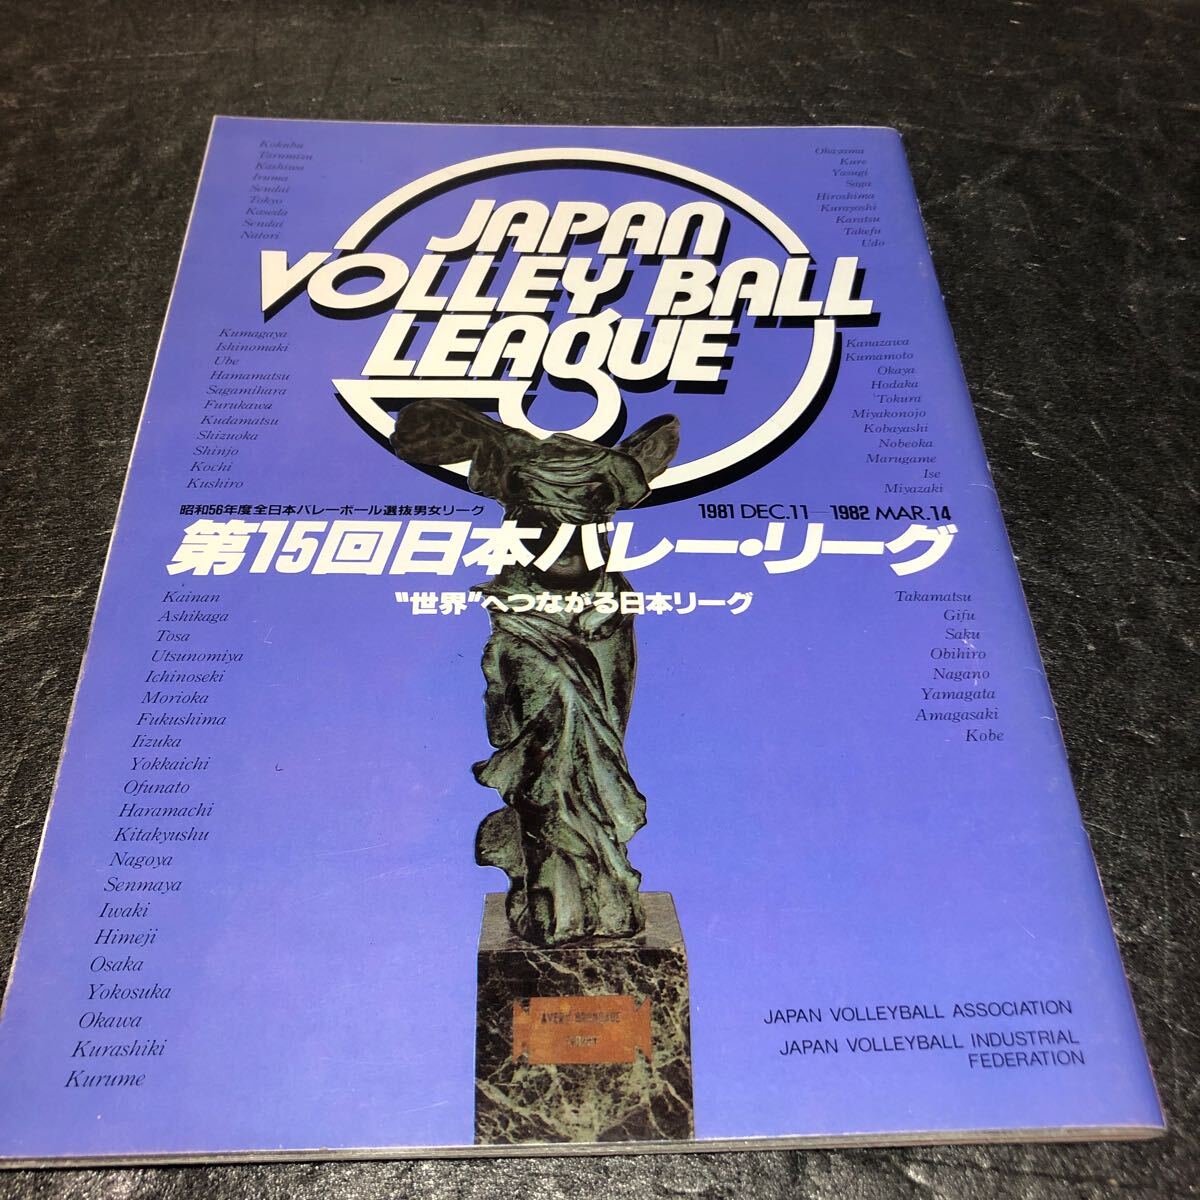 JAPAN
VOLLEY BALL
LEAGUE
Kokubu
Tarumizu
Kashiwa
Iruma
Sendai
Tokyo
Kaseda
Sendai
Natori
Okayama
Kure
Yasugi
Saga
Hiroshima
Kurayoshi
Karatsu
Takefu
Udo
Kumagaya
Ishinomaki
Ube
Hamamatsu
Sagamihara
Furukawa
Kudamatsu
Shizuoka
Shinjo
Kochi
Kushiro
Kanazawa
Kumamoto
Okaya
Hodaka
Tokura
Miyakonojo
Kobayashi
Nobeoka
Marugame
Ise
Miyazaki
昭和56年度全日本バレーボール選抜男女リーグ
1981 DEC.11—1982 MAR.14
第15回日本バレー・リーグ
"世界"へつながる日本リーグ
Kainan
Ashikaga
Tosa
Utsunomiya
Ichinoseki
Morioka
Fukushima
Iizuka
Yokkaichi
Ofunato
Haramachi
Kitakyushu
Nagoya
Senmaya
Iwaki
Himeji
Osaka
Yokosuka
Okawa
Kurashiki
Kurume
Takamatsu
Gifu
Saku
Obihiro
Nagano
Yamagata
Amagasaki
Kobe
AVERY BRUNDAGE
JAPAN VOLLEYBALL ASSOCIATION
JAPAN VOLLEYBALL INDUSTRIAL
FEDERATION